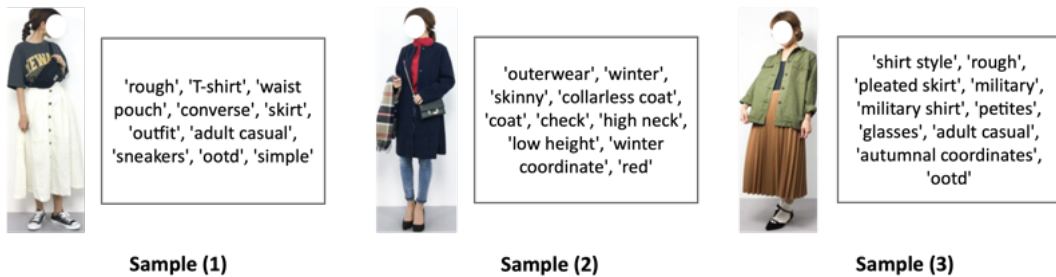 'rough', 'T-shirt', 'waist
pouch', 'converse', 'skirt',
'outfit', 'adult casual',
'sneakers', 'ootd', 'simple'
Sample (1)
'outerwear', 'winter',
'skinny', 'collarless coat',
'coat', 'check', 'high neck',
'low height', 'winter
coordinate', 'red'
Sample (2)
'shirt style', 'rough',
'pleated skirt', 'military',
'military shirt', 'petites',
'glasses', 'adult casual',
'autumnal coordinates',
'ootd'
Sample (3)